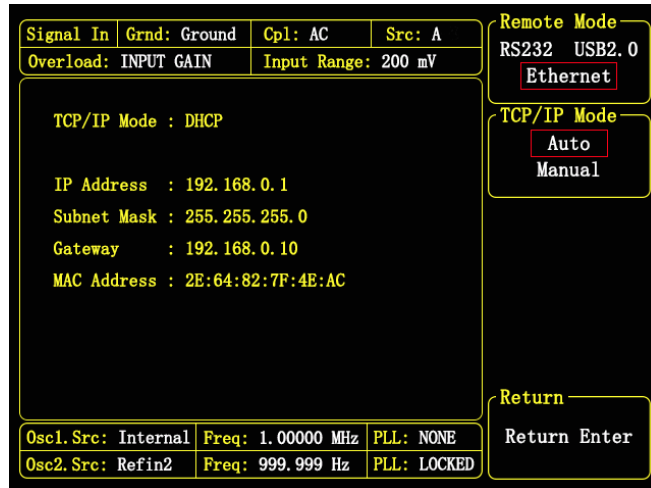 Signal In Grnd: Ground Cpl: AC Src: A
Overload: INPUT GAIN Input Range: 200 mV
TCP/IP Mode : DHCP
IP Address : 192.168.0.1
Subnet Mask : 255.255.255.0
Gateway : 192.168.0.10
MAC Address : 2E:64:82:7F:4E:AC
Osc1.Src: Internal Freq: 1.00000 MHz PLL: NONE
Osc2.Src: Refin2 Freq: 999.999 Hz PLL: LOCKED
Remote Mode
RS232 USB2.0
Ethernet
TCP/IP Mode
Auto
Manual
Return
Return Enter